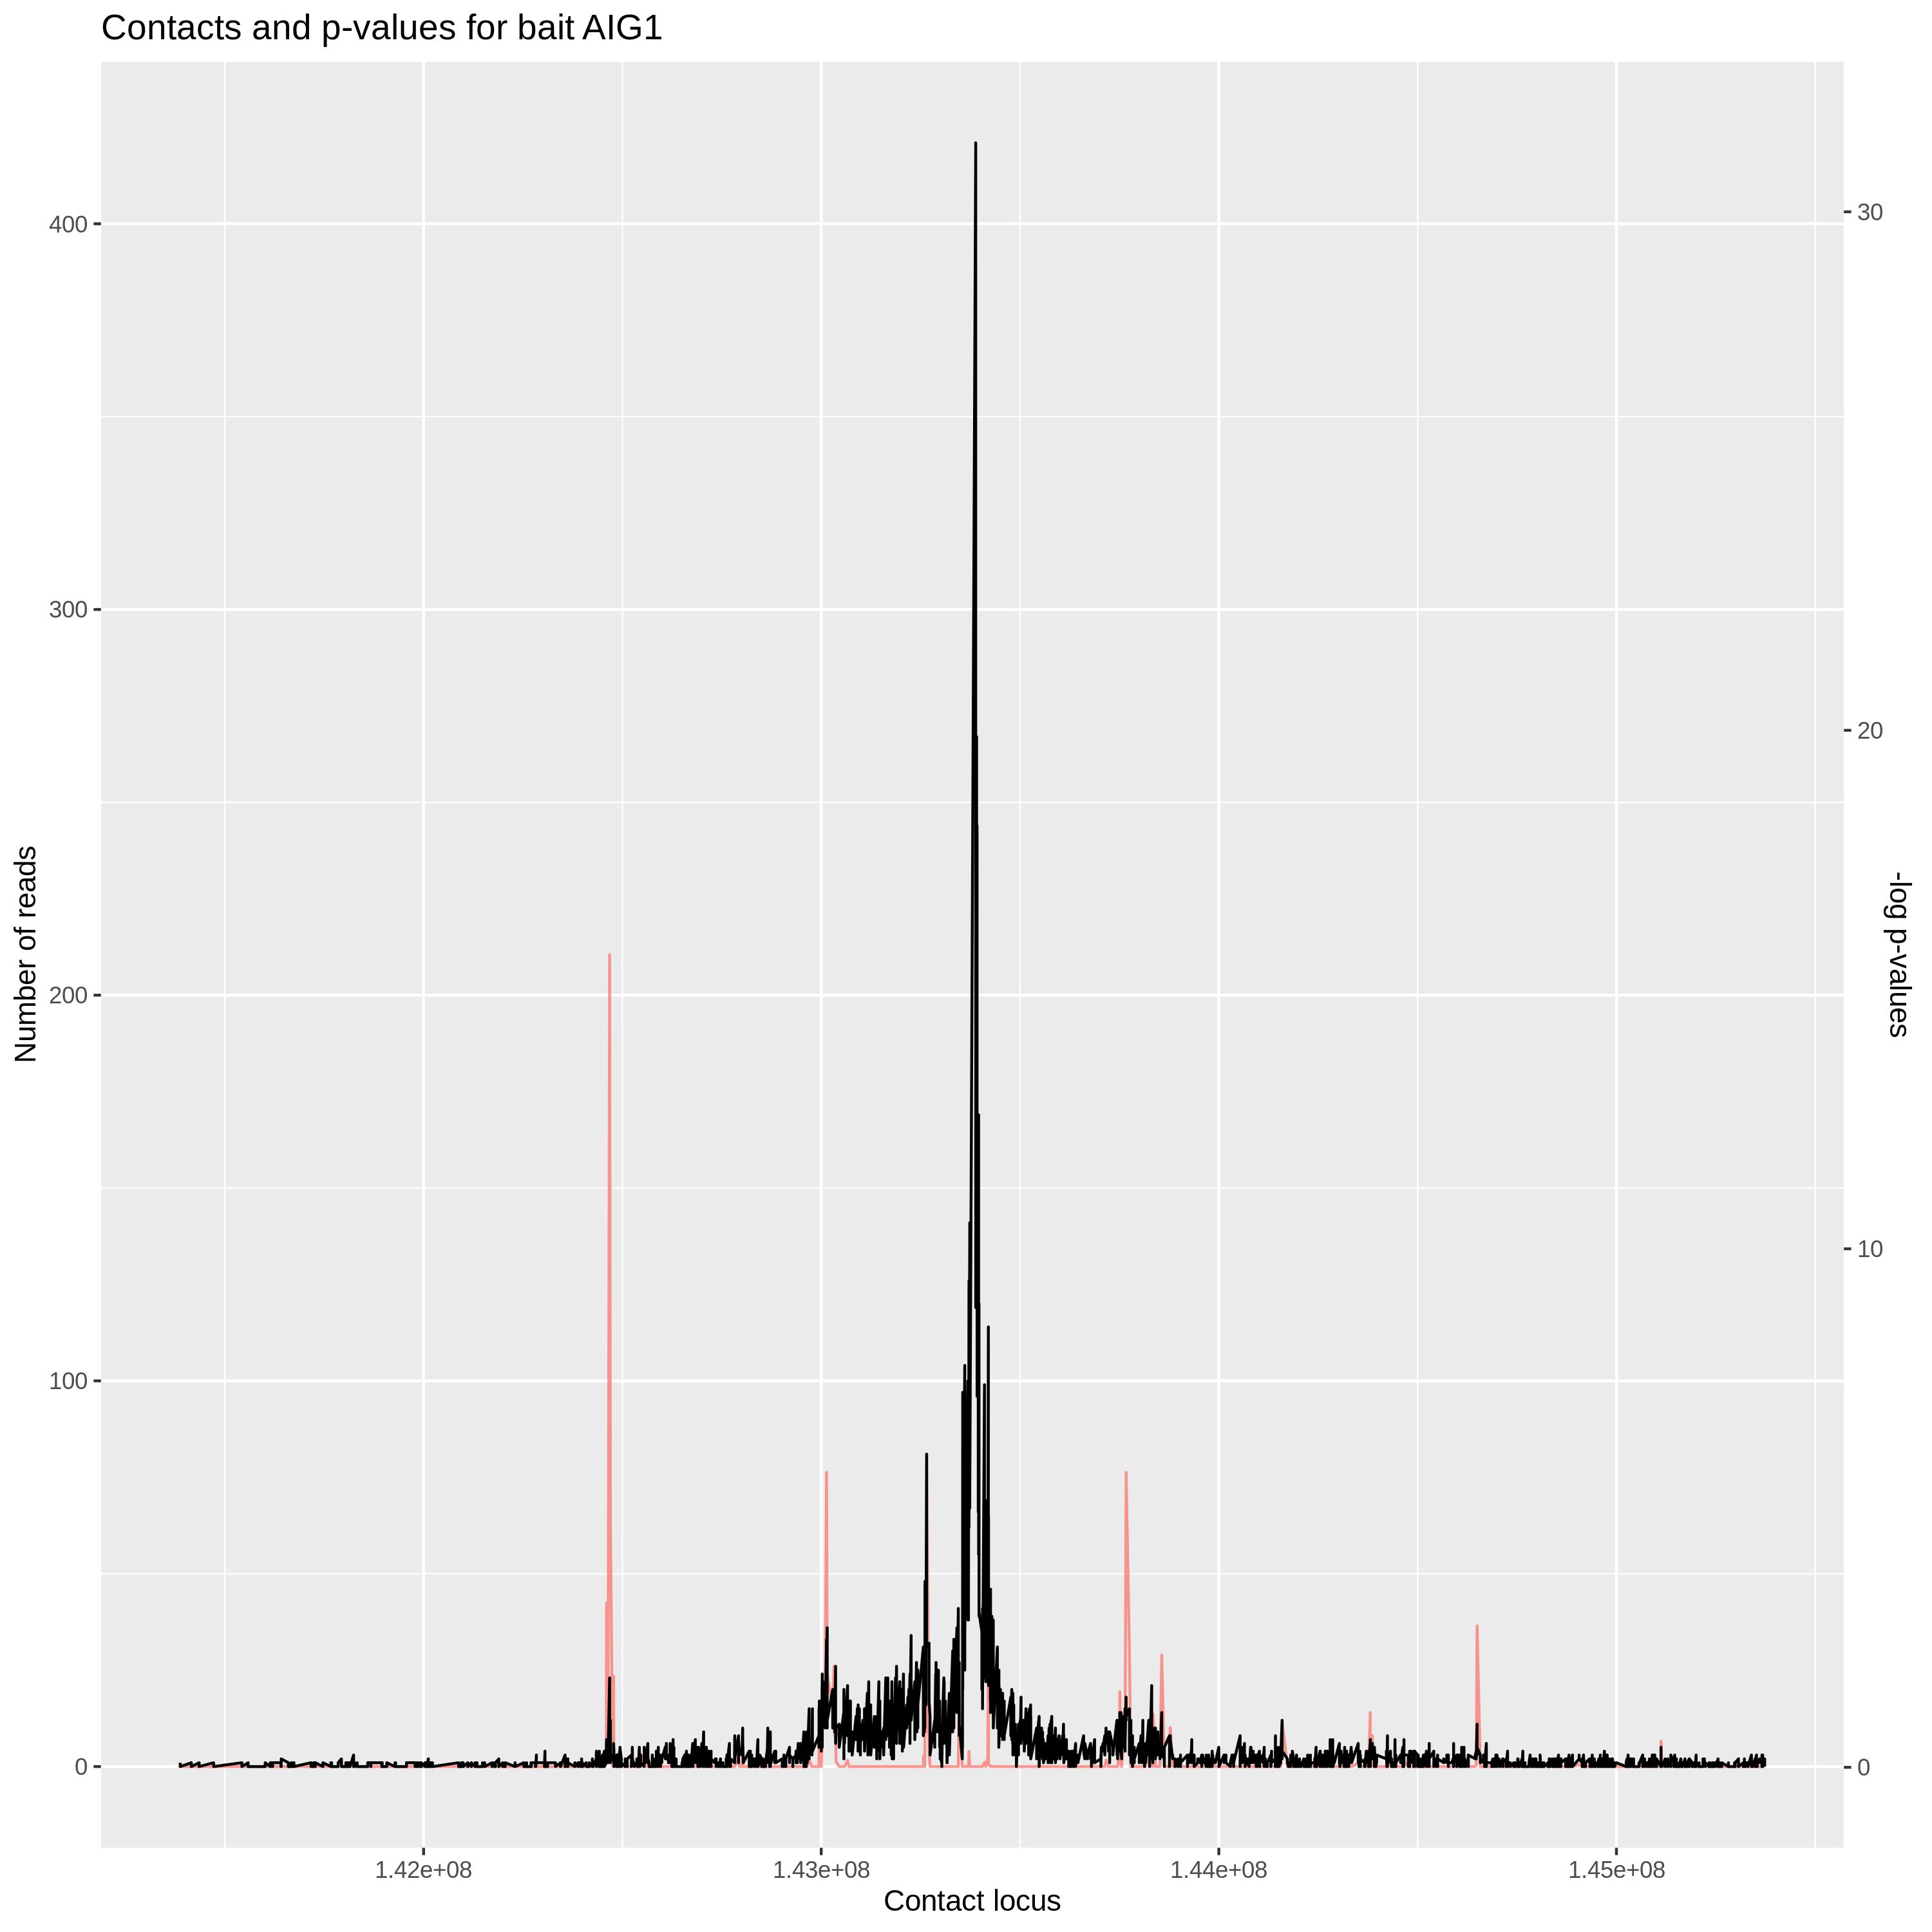 Contacts and p-values for bait AIG1
400
300
200
100
0
Number of reads
30
20
10
0
-log p-values
1.42e+08
1.43e+08
1.44e+08
1.45e+08
Contact locus